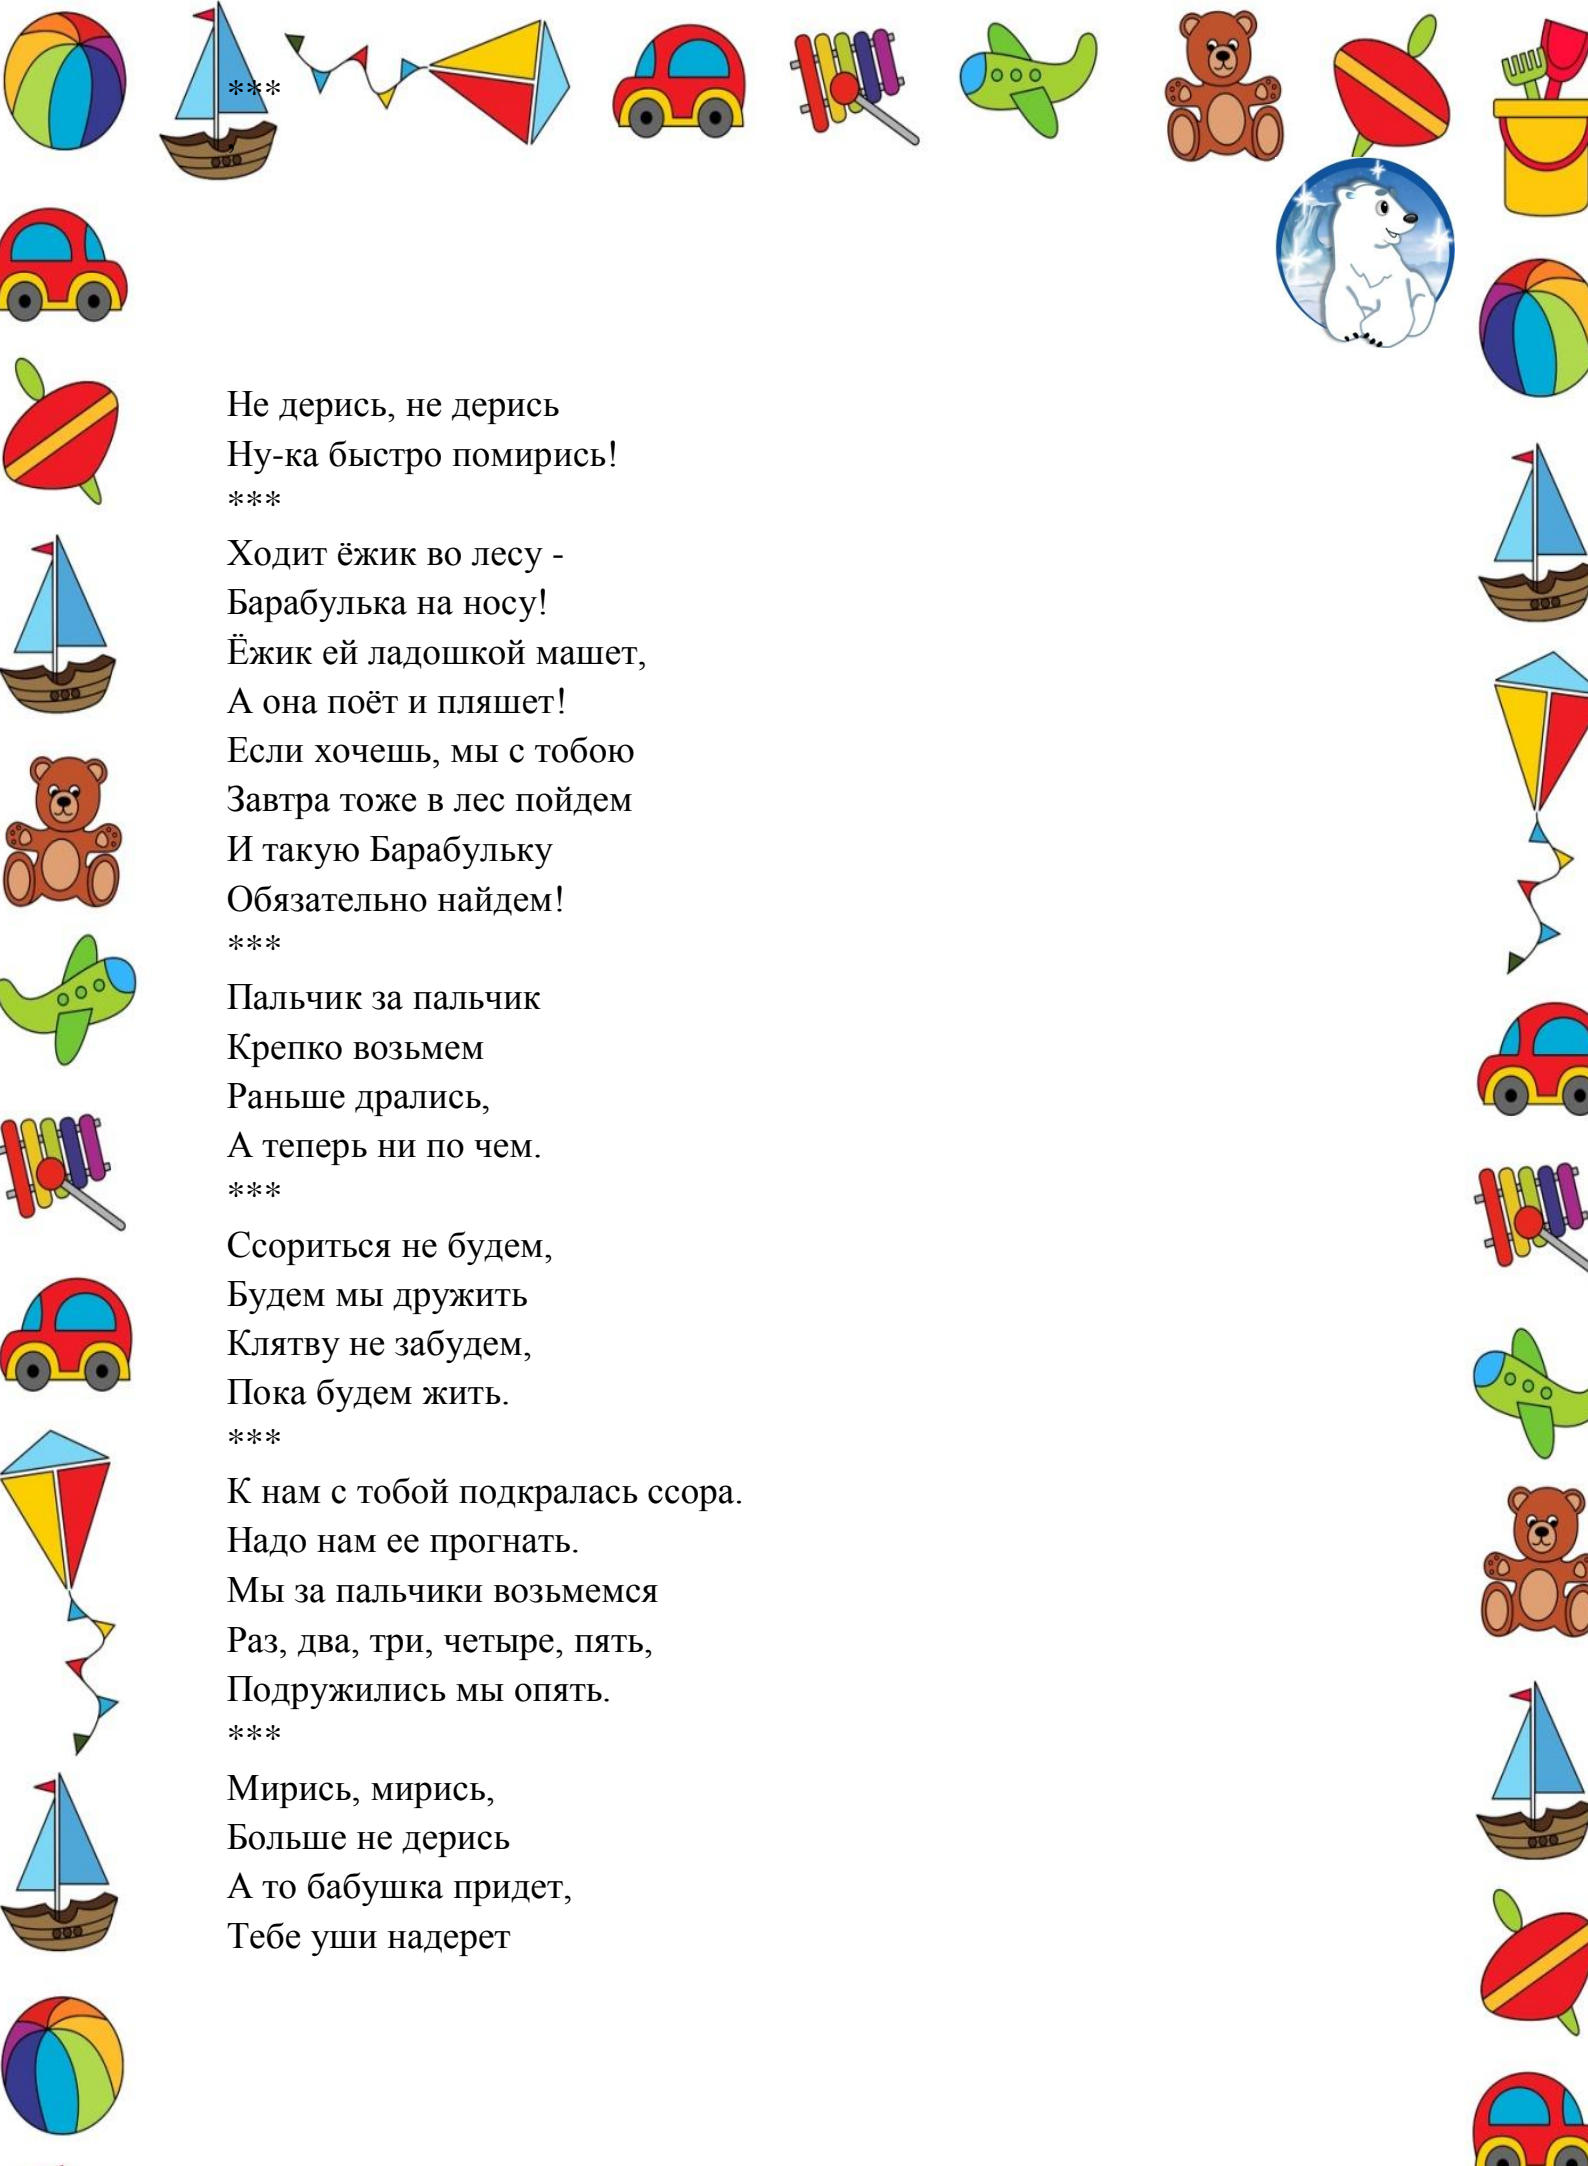 ***
,
Не дерись, не дерись
Ну-ка быстро помирись!
***
Ходит ёжик во лесу -
Барабулька на носу!
Ёжик ей ладошкой машет,
А она поёт и пляшет!
Если хочешь, мы с тобою
Завтра тоже в лес пойдем
И такую Барабульку
Обязательно найдем!
***
Пальчик за пальчик
Крепко возьмем
Раньше дрались,
А теперь ни по чем.
***
Ссориться не будем,
Будем мы дружить
Клятву не забудем,
Пока будем жить.
***
К нам с тобой подкралась ссора.
Надо нам ее прогнать.
Мы за пальчики возьмемся
Раз, два, три, четыре, пять,
Подружились мы опять.
***
Мирись, мирись,
Больше не дерись
А то бабушка придет,
Тебе уши надерет